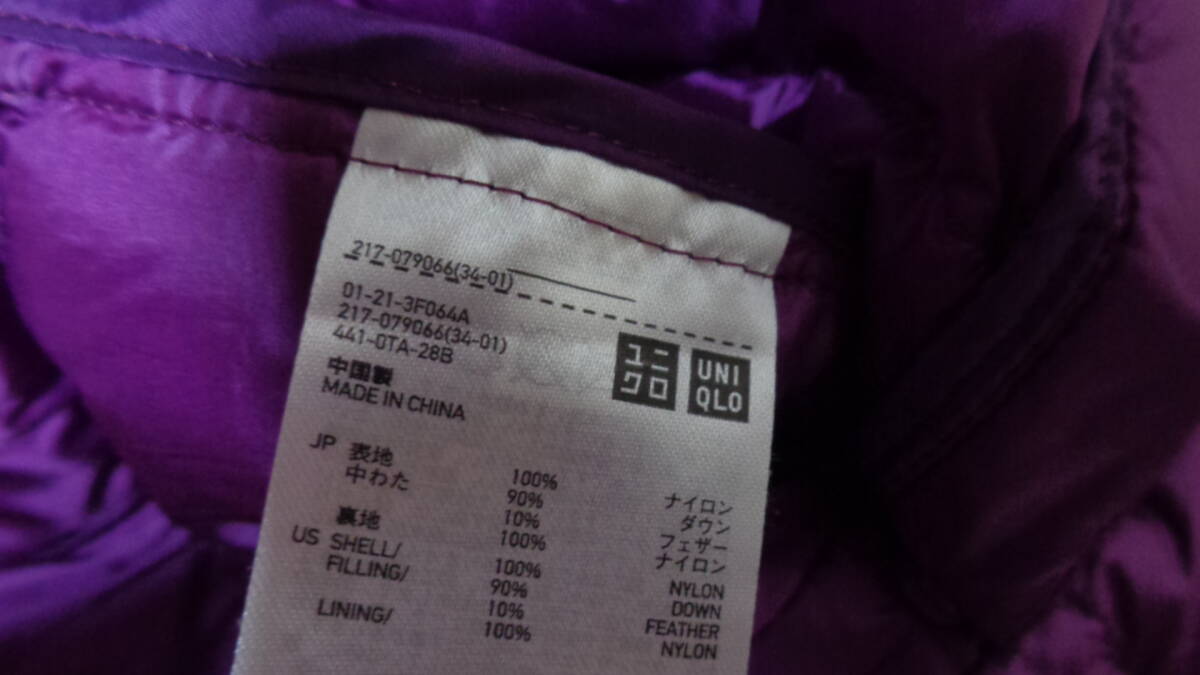 217-079066(34-01)
01-21-3F064A
217-079066(34-01)
441-0TA-28B
中国製
MADE IN CHINA
ユニ
クロ
UNI
QLO
JP 表地 100% ナイロン
中わた 90% ダウン
10% フェザー
裏地 100% ナイロン
US SHELL/ 100% NYLON
FILLING/ 90% DOWN
10% FEATHER
LINING/ 100% NYLON